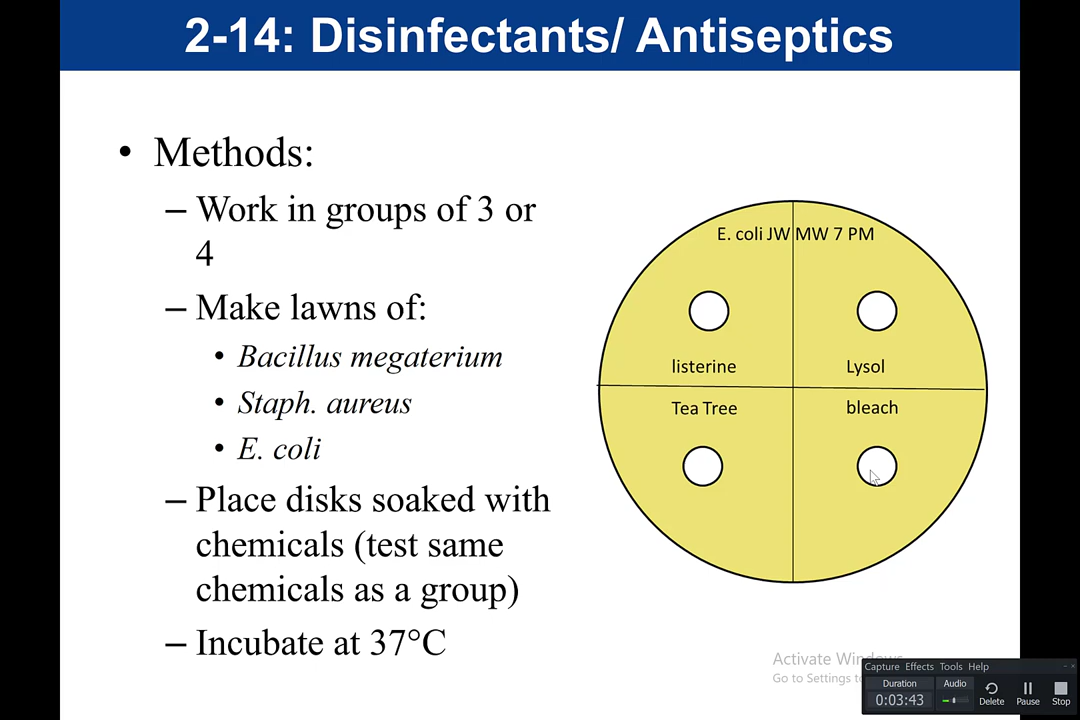 2-14: Disinfectants/ Antiseptics
• Methods:
– Work in groups of 3 or
4
– Make lawns of:
• Bacillus megaterium
• Staph. aureus
• E. coli
– Place disks soaked with
chemicals (test same
chemicals as a group)
– Incubate at 37°C
E. coli JW MW 7 PM
listerine
Lysol
Tea Tree
bleach
Activate Windows
Go to Settings to
Capture Effects Tools Help
Duration
Audio
0:03:43
Delete
Pause
Stop